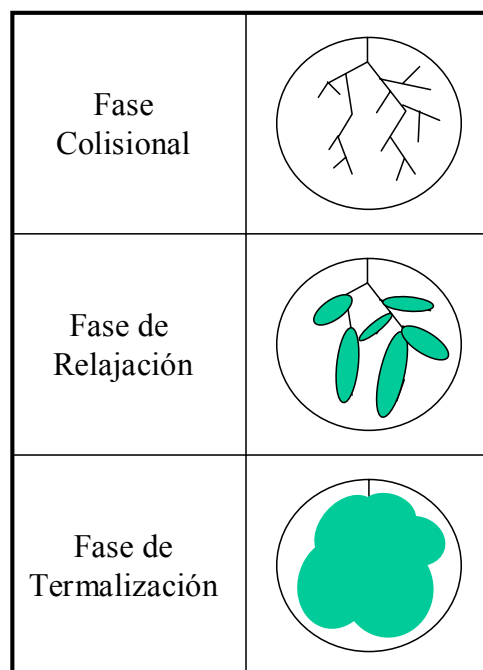 Fase
Colisional
Fase de
Relajación
Fase de
Termalización